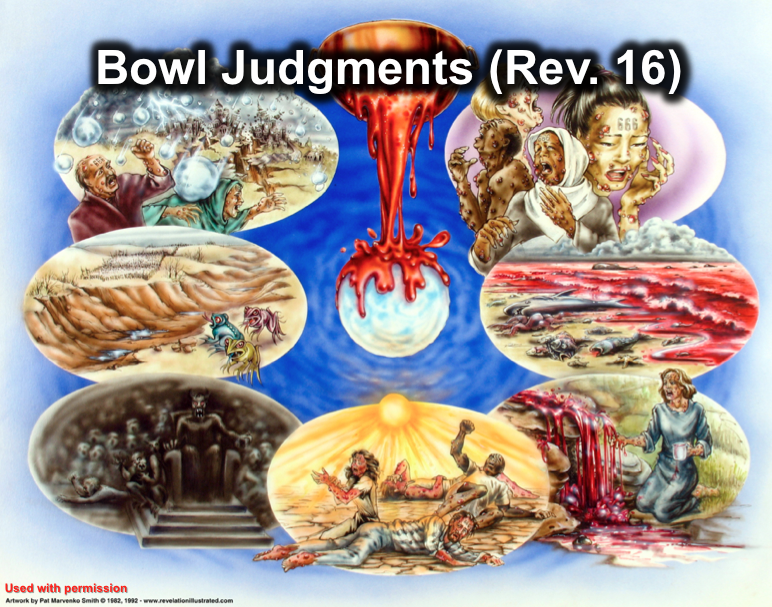 Bowl Judgments (Rev. 16)
666
Used with permission
Artwork by Pat Marvenko Smith © 1982, 1992 - www.revelationillustrated.com